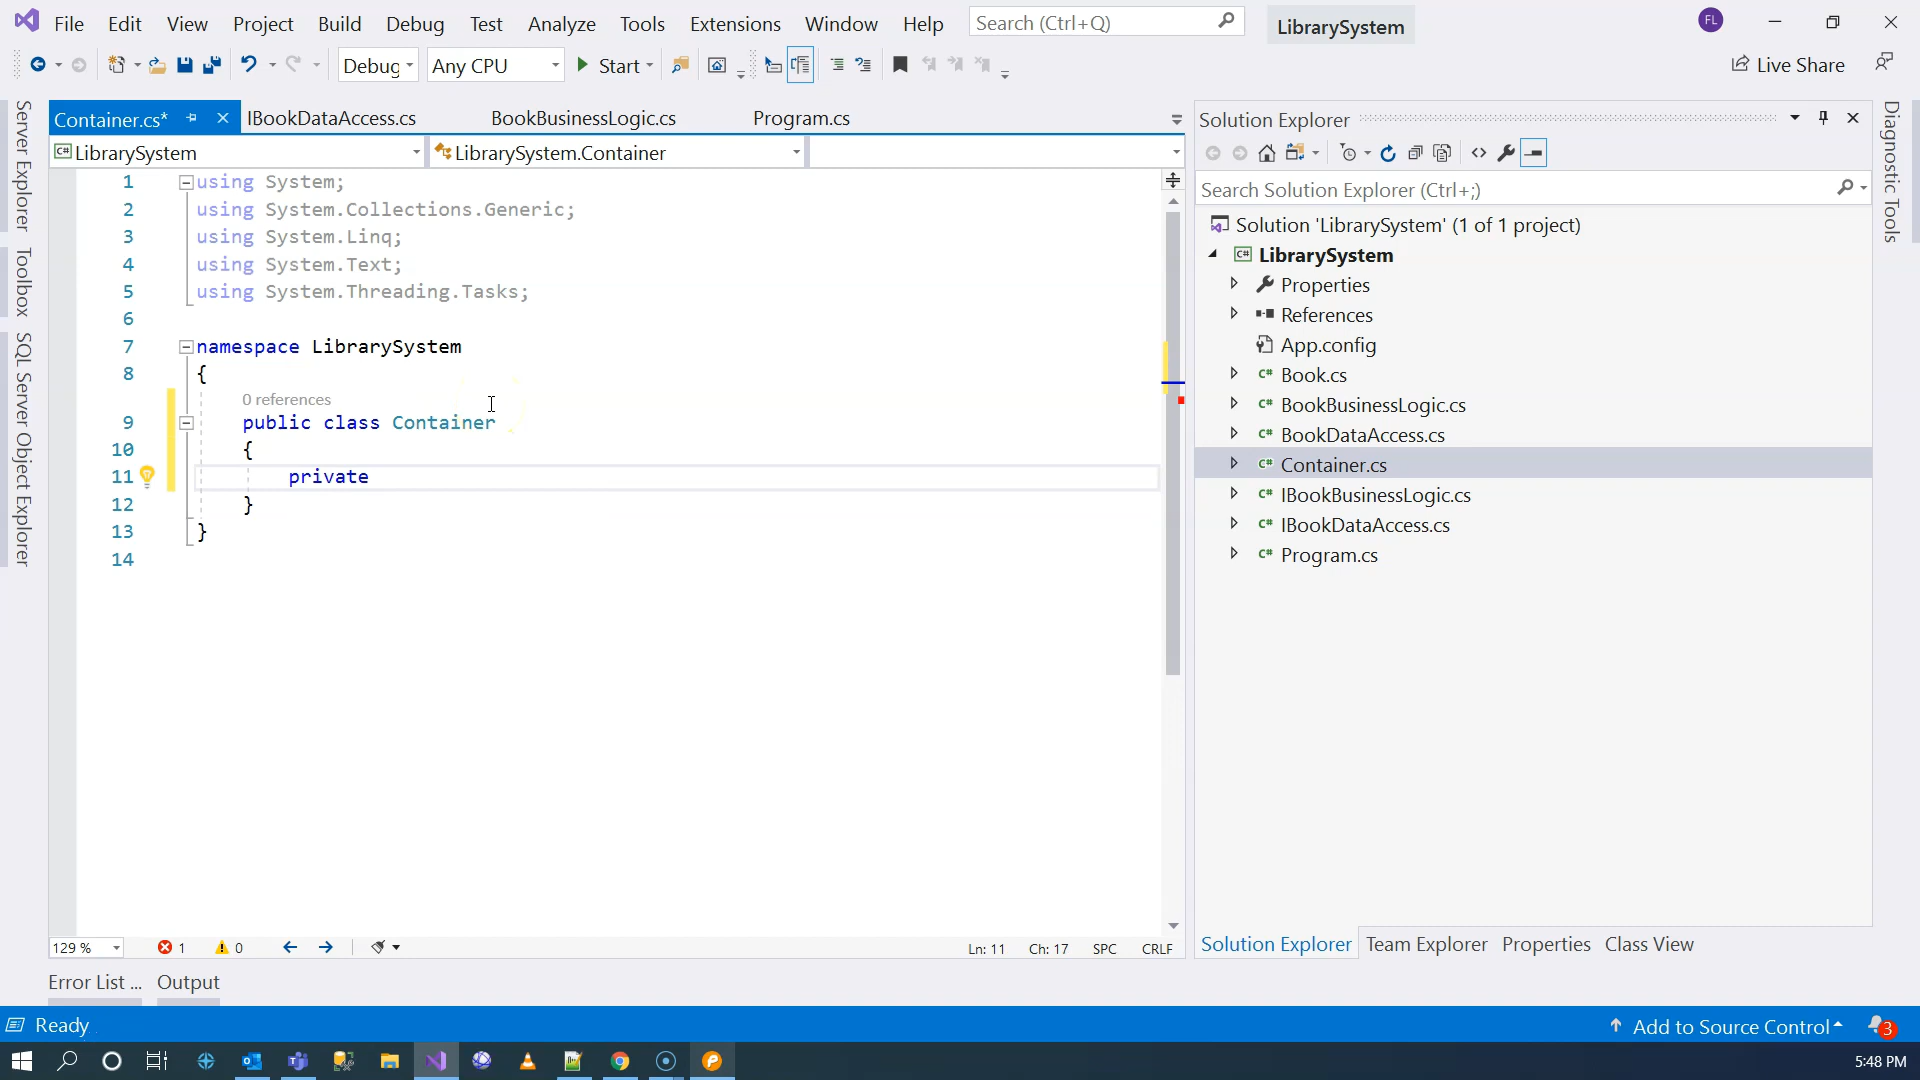 File Edit View Project Build Debug Test Analyze Tools Extensions Window Help Search (Ctrl+Q) LibrarySystem FL
Debug Any CPU Start Live Share
Server Explorer
Toolbox
SQL Server Object Explorer
Container.cs* IBookDataAccess.cs BookBusinessLogic.cs Program.cs
LibrarySystem LibrarySystem.Container
1 using System;
2 using System.Collections.Generic;
3 using System.Linq;
4 using System.Text;
5 using System.Threading.Tasks;
6
7 namespace LibrarySystem
8 {
0 references
9 public class Container
10 {
11 private
12 }
13 }
14
129 % 1 0 Ln: 11 Ch: 17 SPC CRLF
Solution Explorer
Search Solution Explorer (Ctrl+;)
Solution 'LibrarySystem' (1 of 1 project)
C# LibrarySystem
Properties
References
App.config
C# Book.cs
C# BookBusinessLogic.cs
C# BookDataAccess.cs
C# Container.cs
C# IBookBusinessLogic.cs
C# IBookDataAccess.cs
C# Program.cs
Solution Explorer Team Explorer Properties Class View
Diagnostic Tools
Error List ... Output
Ready Add to Source Control 3
5:48 PM